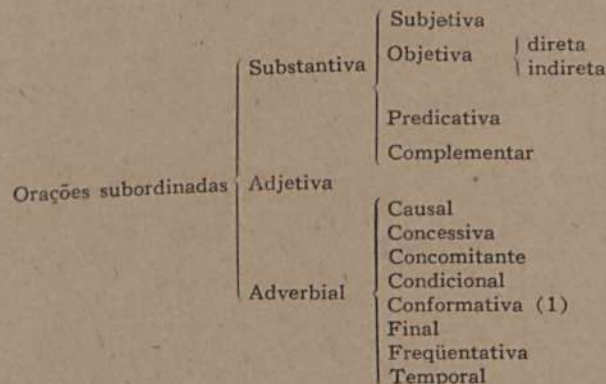 Subjetiva
Objetiva direta
indireta
Substantiva
Predicativa
Complementar
Orações subordinadas
Adjetiva
Causal
Concessiva
Concomitante
Condicional
Adverbial
Conformativa (1)
Final
Freqüentativa
Temporal